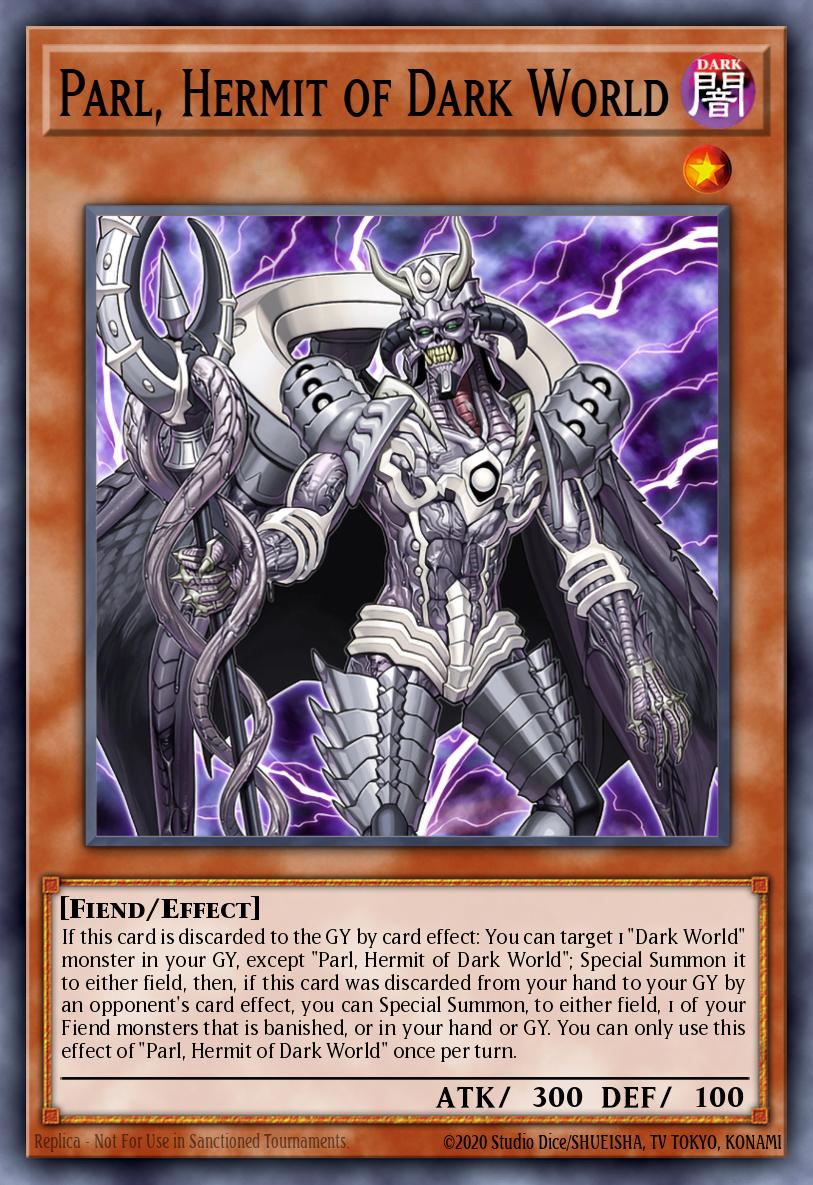 Parl, Hermit of Dark World
DARK
闇
[Fiend/Effect]
If this card is discarded to the GY by card effect: You can target 1 "Dark World"
monster in your GY, except "Parl, Hermit of Dark World"; Special Summon it
to either field, then, if this card was discarded from your hand to your GY by
an opponent's card effect, you can Special Summon, to either field, 1 of your
Fiend monsters that is banished, or in your hand or GY. You can only use this
effect of "Parl, Hermit of Dark World" once per turn.
ATK/ 300 DEF/ 100
Replica - Not For Use in Sanctioned Tournaments.
©2020 Studio Dice/SHUEISHA, TV TOKYO, KONAMI